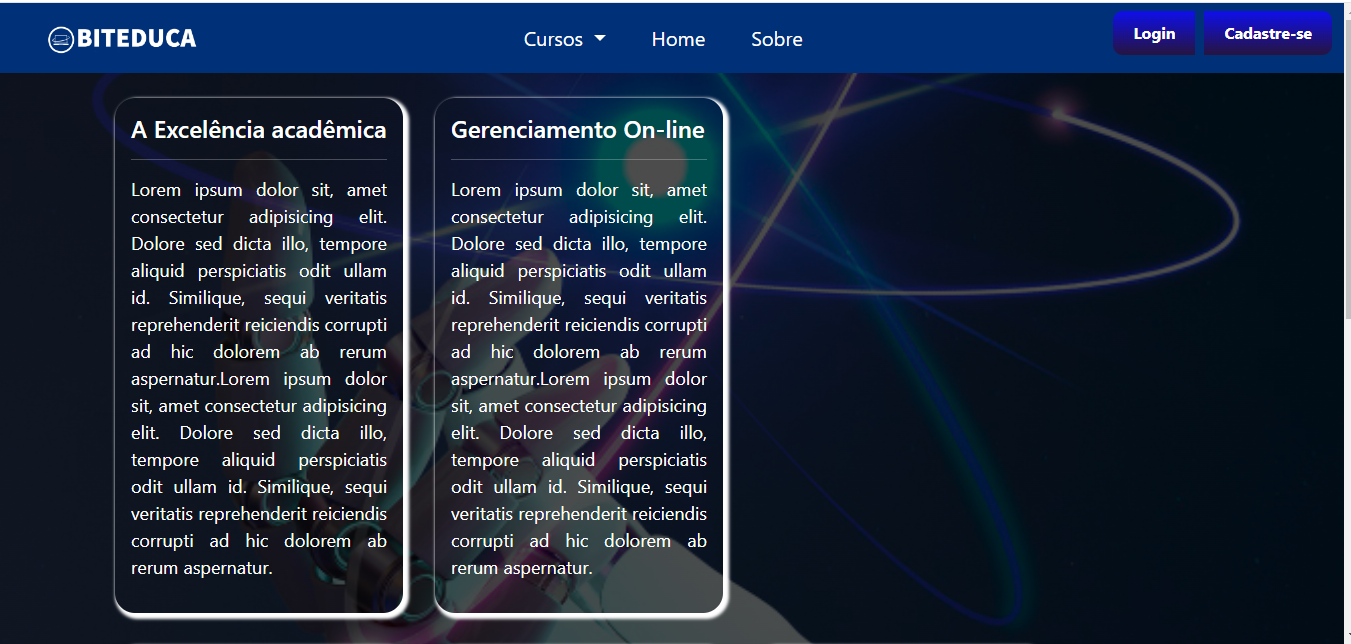 BITEDUCA
Cursos Home Sobre
Login Cadastre-se
A Excelência acadêmica
Lorem ipsum dolor sit, amet
consectetur adipisicing elit.
Dolore sed dicta illo, tempore
aliquid perspiciatis odit ullam
id. Similique, sequi veritatis
reprehenderit reiciendis corrupti
ad hic dolorem ab rerum
aspernatur.Lorem ipsum dolor
sit, amet consectetur adipisicing
elit. Dolore sed dicta illo,
tempore aliquid perspiciatis
odit ullam id. Similique, sequi
veritatis reprehenderit reiciendis
corrupti ad hic dolorem ab
rerum aspernatur.
Gerenciamento On-line
Lorem ipsum dolor sit, amet
consectetur adipisicing elit.
Dolore sed dicta illo, tempore
aliquid perspiciatis odit ullam
id. Similique, sequi veritatis
reprehenderit reiciendis corrupti
ad hic dolorem ab rerum
aspernatur.Lorem ipsum dolor
sit, amet consectetur adipisicing
elit. Dolore sed dicta illo,
tempore aliquid perspiciatis
odit ullam id. Similique, sequi
veritatis reprehenderit reiciendis
corrupti ad hic dolorem ab
rerum aspernatur.